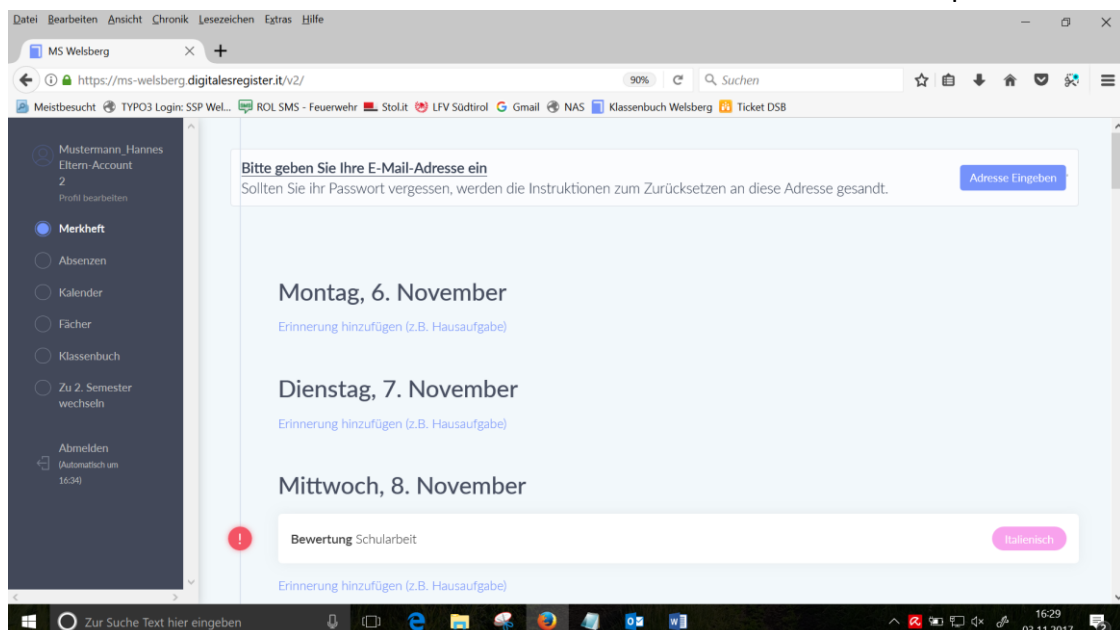 Datei Bearbeiten Ansicht Chronik Lesezeichen Extras Hilfe
MS Welsberg
https://ms-welsberg.digitalesregister.it/v2/
90%
Suchen
Meistbesucht
TYPO3 Login: SSP Wel...
ROL SMS - Feuerwehr
Stol.it
LFV Südtirol
Gmail
NAS
Klassenbuch Welsberg
Ticket DSB
Mustermann_Hannes
Eltern-Account
2
Profil bearbeiten
Merkheft
Absenzen
Kalender
Fächer
Klassenbuch
Zu 2. Semester
wechseln
Abmelden
(Automatisch um
16:34)
Bitte geben Sie Ihre E-Mail-Adresse ein
Sollten Sie ihr Passwort vergessen, werden die Instruktionen zum Zurücksetzen an diese Adresse gesandt.
Adresse Eingeben
Montag, 6. November
Erinnerung hinzufügen (z.B. Hausaufgabe)
Dienstag, 7. November
Erinnerung hinzufügen (z.B. Hausaufgabe)
Mittwoch, 8. November
Bewertung Schularbeit
Italienisch
Erinnerung hinzufügen (z.B. Hausaufgabe)
Zur Suche Text hier eingeben
16:29
03.11.2017